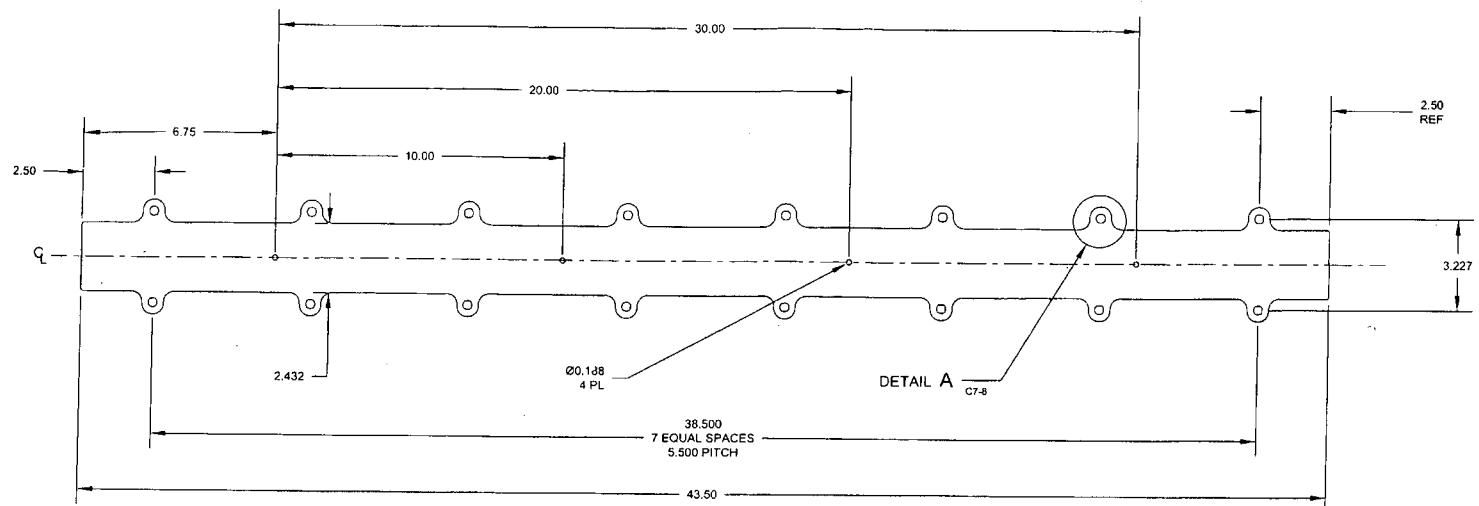 30.00
20.00
2.50
REF
6.75
10.00
2.50
℄
3.227
2.432
Ø0.188
4 PL
DETAIL A
C7-8
38.500
7 EQUAL SPACES
5.500 PITCH
43.50